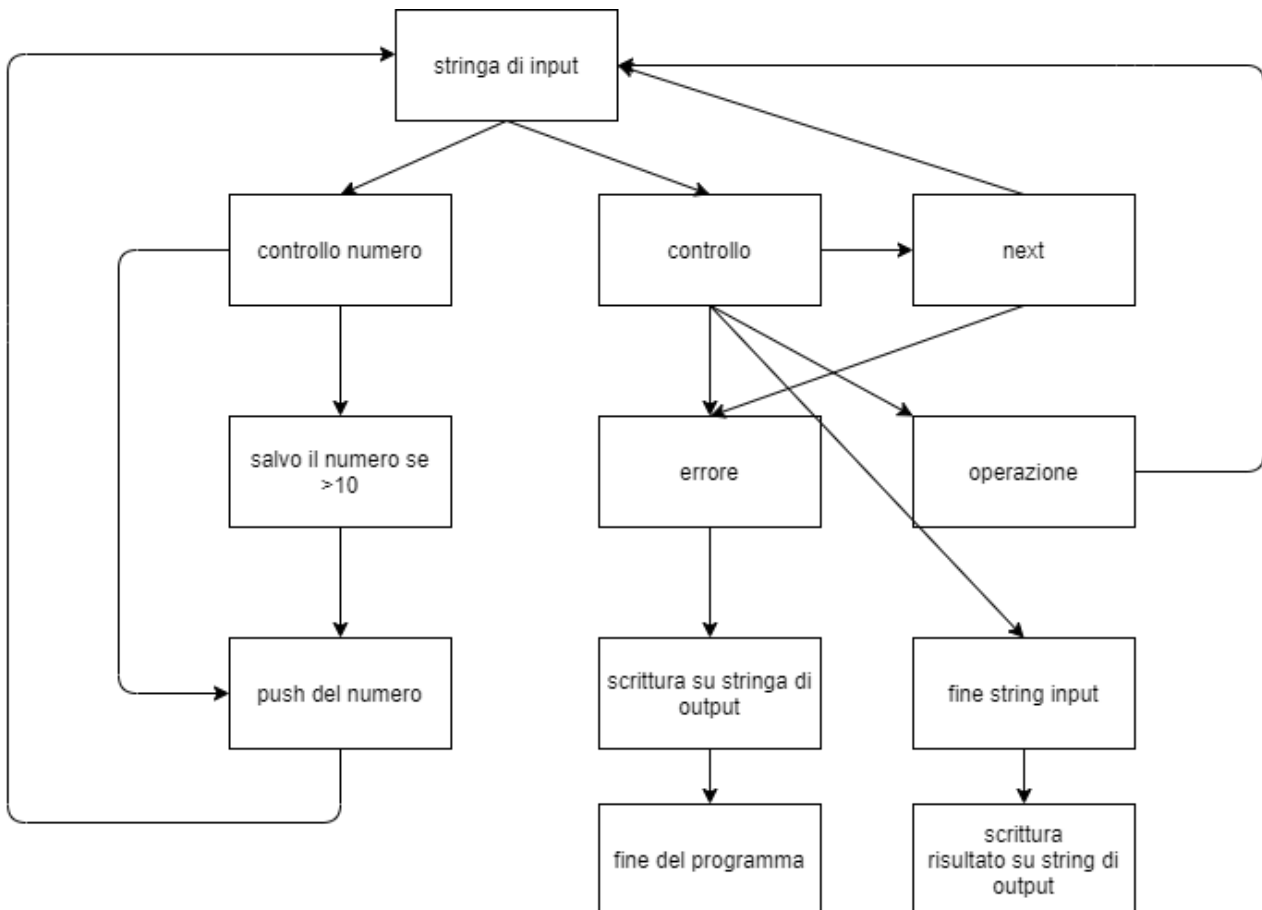 stringa di input
controllo numero
controllo
next
salvo il numero se
>10
errore
operazione
push del numero
scrittura su stringa di
output
fine string input
fine del programma
scrittura
risultato su string di
output